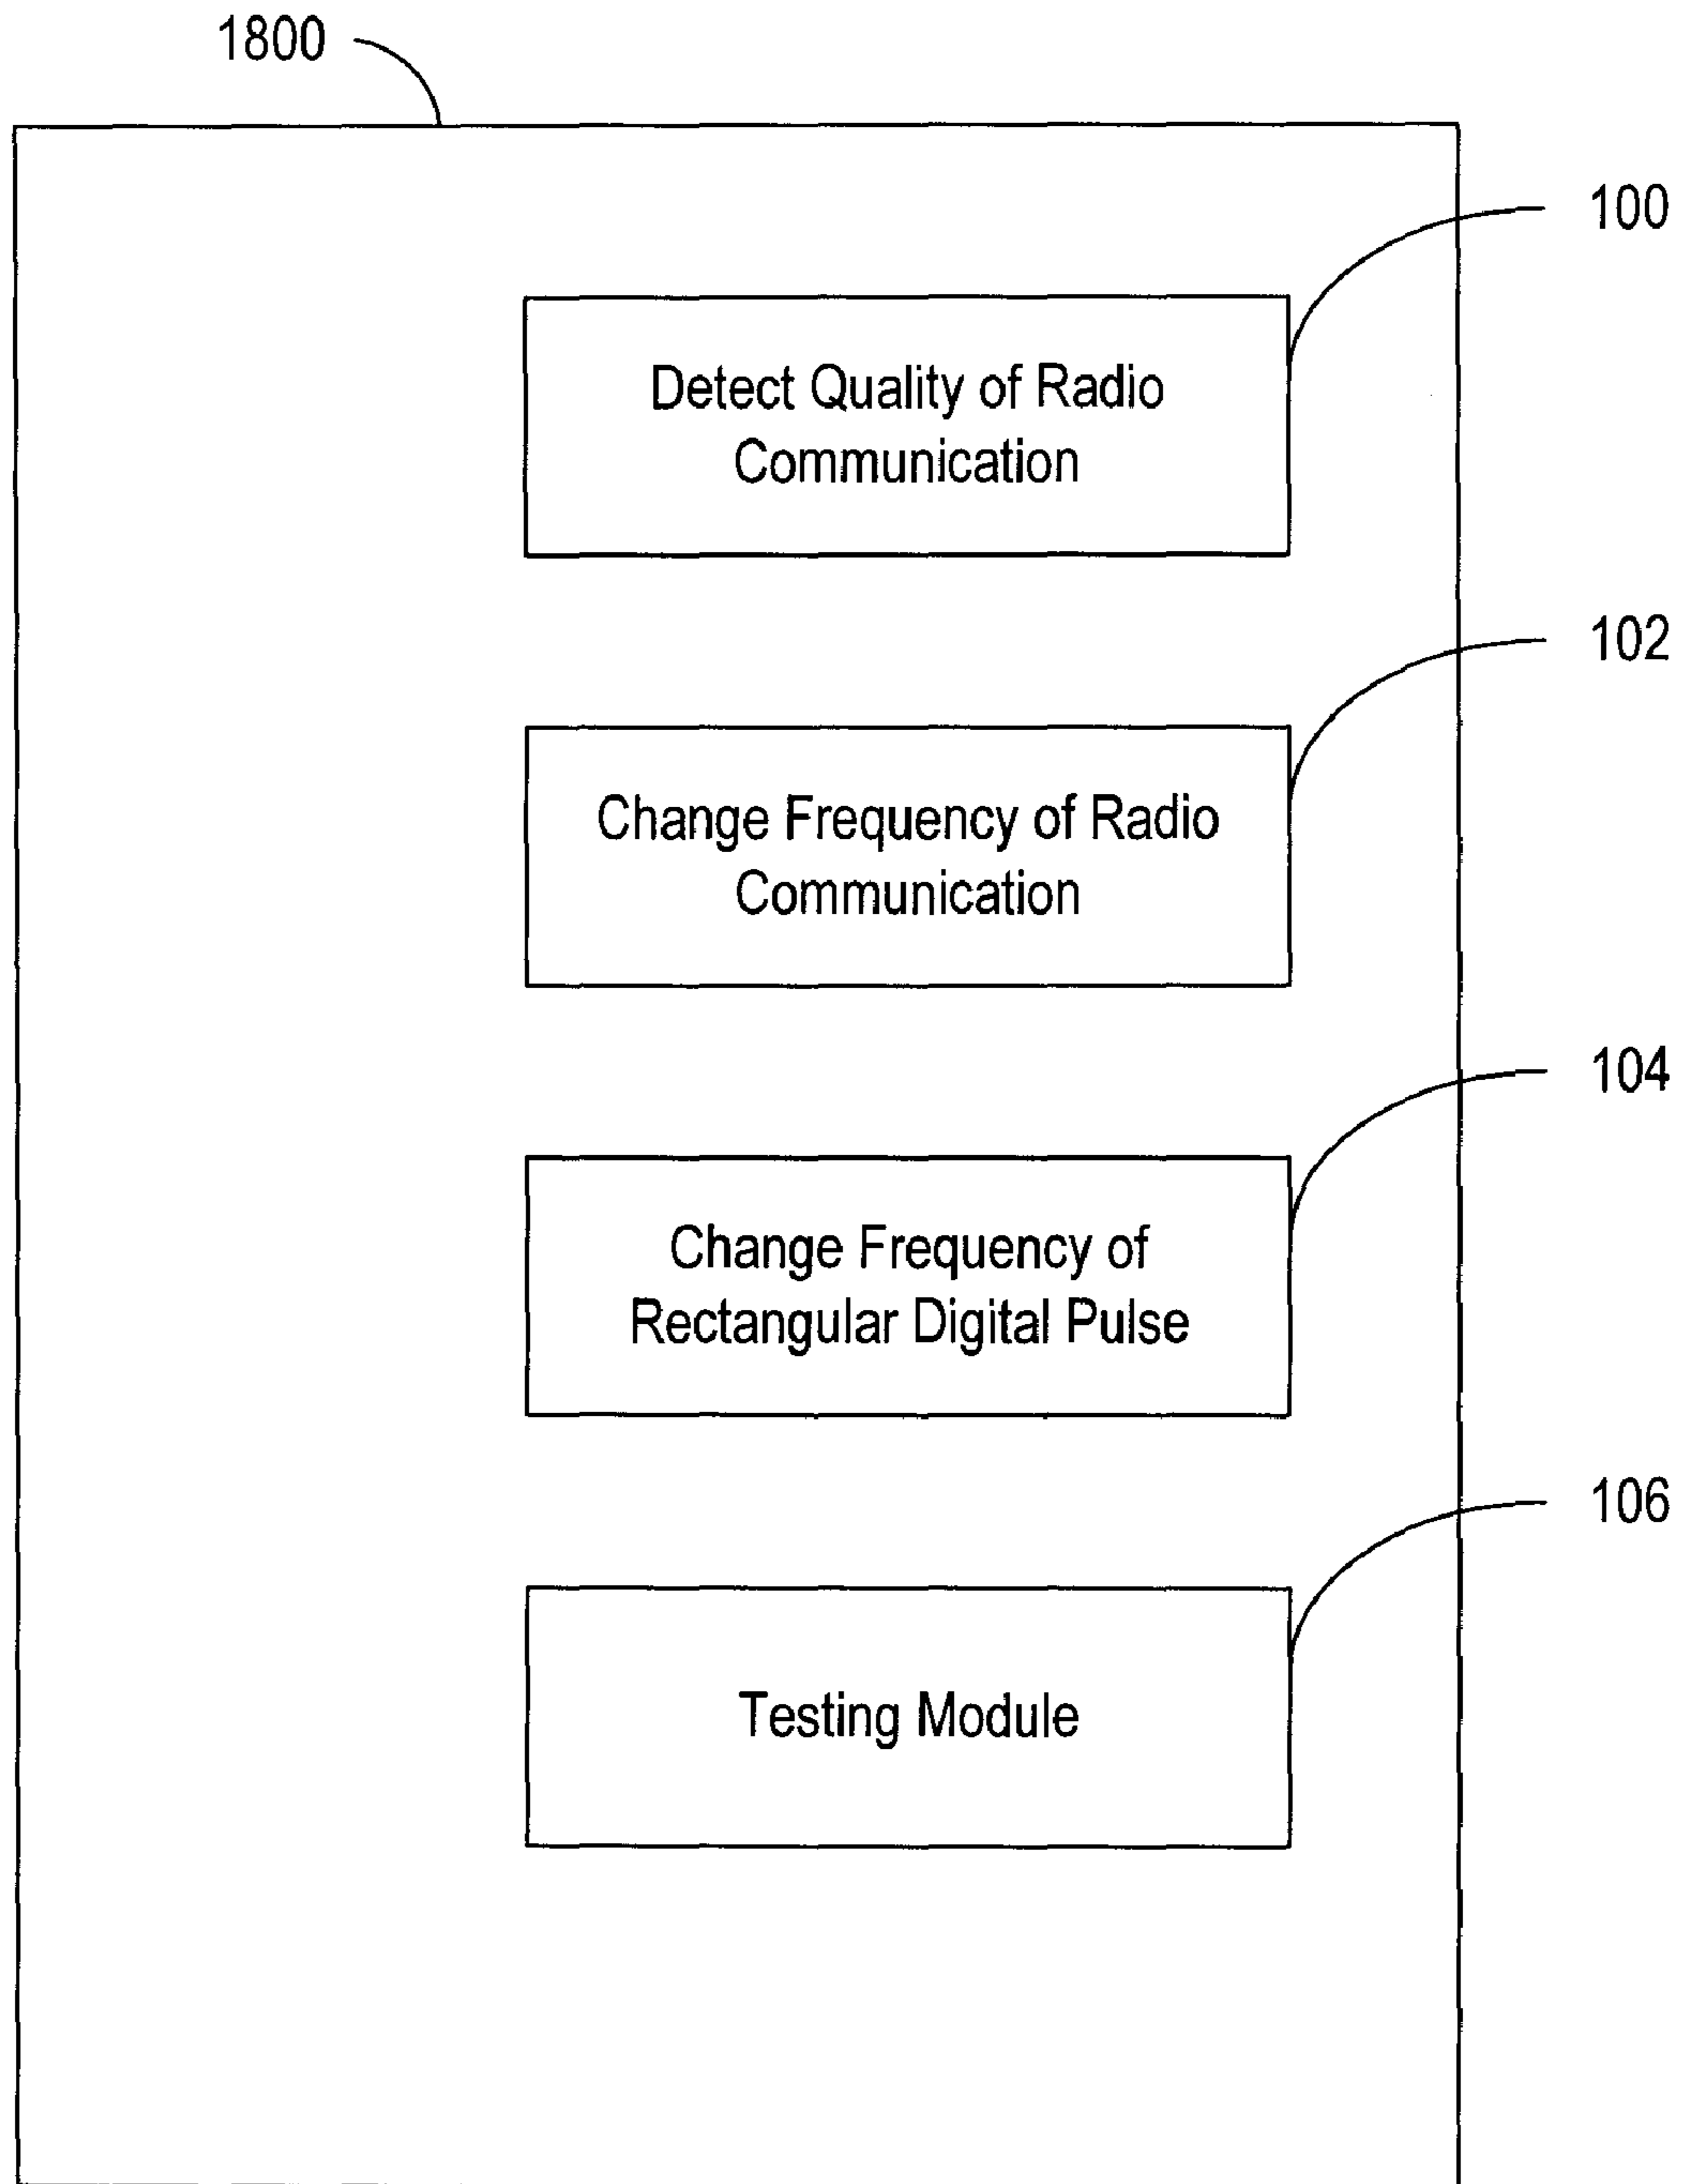 1800
100
Detect Quality of Radio
Communication
102
Change Frequency of Radio
Communication
104
Change Frequency of
Rectangular Digital Pulse
106
Testing Module